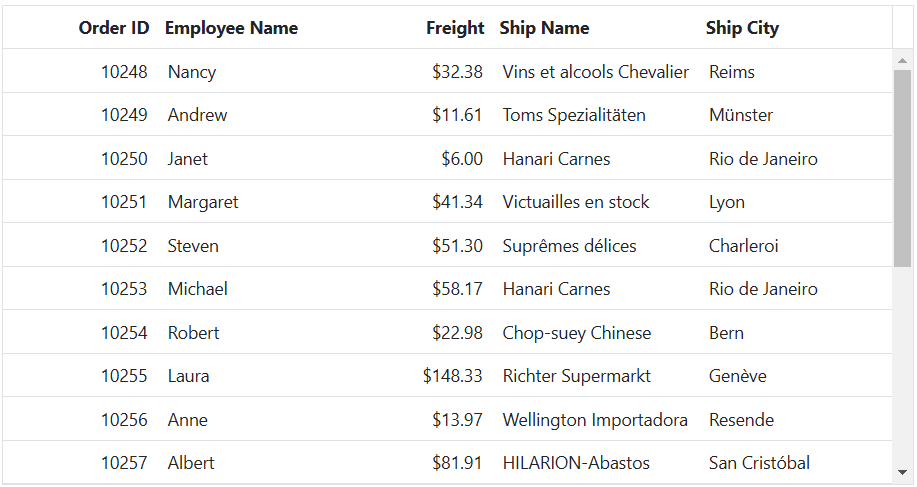 Order ID Employee Name Freight Ship Name Ship City
10248 Nancy $32.38 Vins et alcools Chevalier Reims
10249 Andrew $11.61 Toms Spezialitäten Münster
10250 Janet $6.00 Hanari Carnes Rio de Janeiro
10251 Margaret $41.34 Victuailles en stock Lyon
10252 Steven $51.30 Suprêmes délices Charleroi
10253 Michael $58.17 Hanari Carnes Rio de Janeiro
10254 Robert $22.98 Chop-suey Chinese Bern
10255 Laura $148.33 Richter Supermarkt Genève
10256 Anne $13.97 Wellington Importadora Resende
10257 Albert $81.91 HILARION-Abastos San Cristóbal